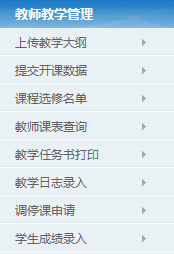 教师教学管理
上传教学大纲
提交开课数据
课程选修名单
教师课表查询
教学任务书打印
教学日志录入
调停课申请
学生成绩录入